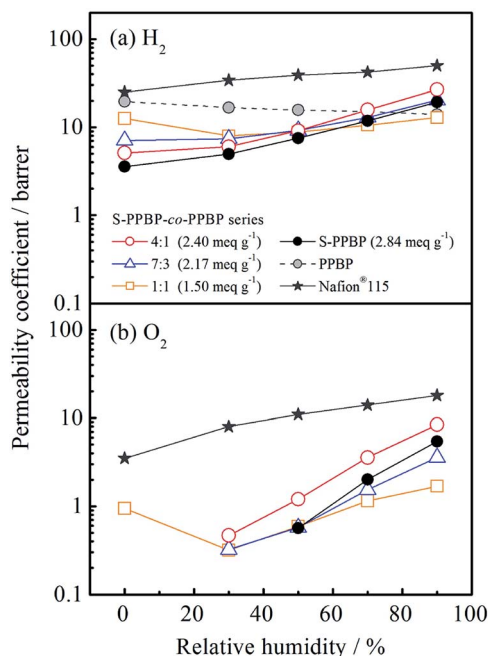 (a) H2
100
10
1
0.1
S-PPBP-co-PPBP series
4:1 (2.40 meq g-1)
7:3 (2.17 meq g-1)
1:1 (1.50 meq g-1)
S-PPBP (2.84 meq g-1)
PPBP
Nafion®115
Permeability coefficient / barrer
(b) O2
100
10
1
0.1
0 20 40 60 80 100
Relative humidity / %